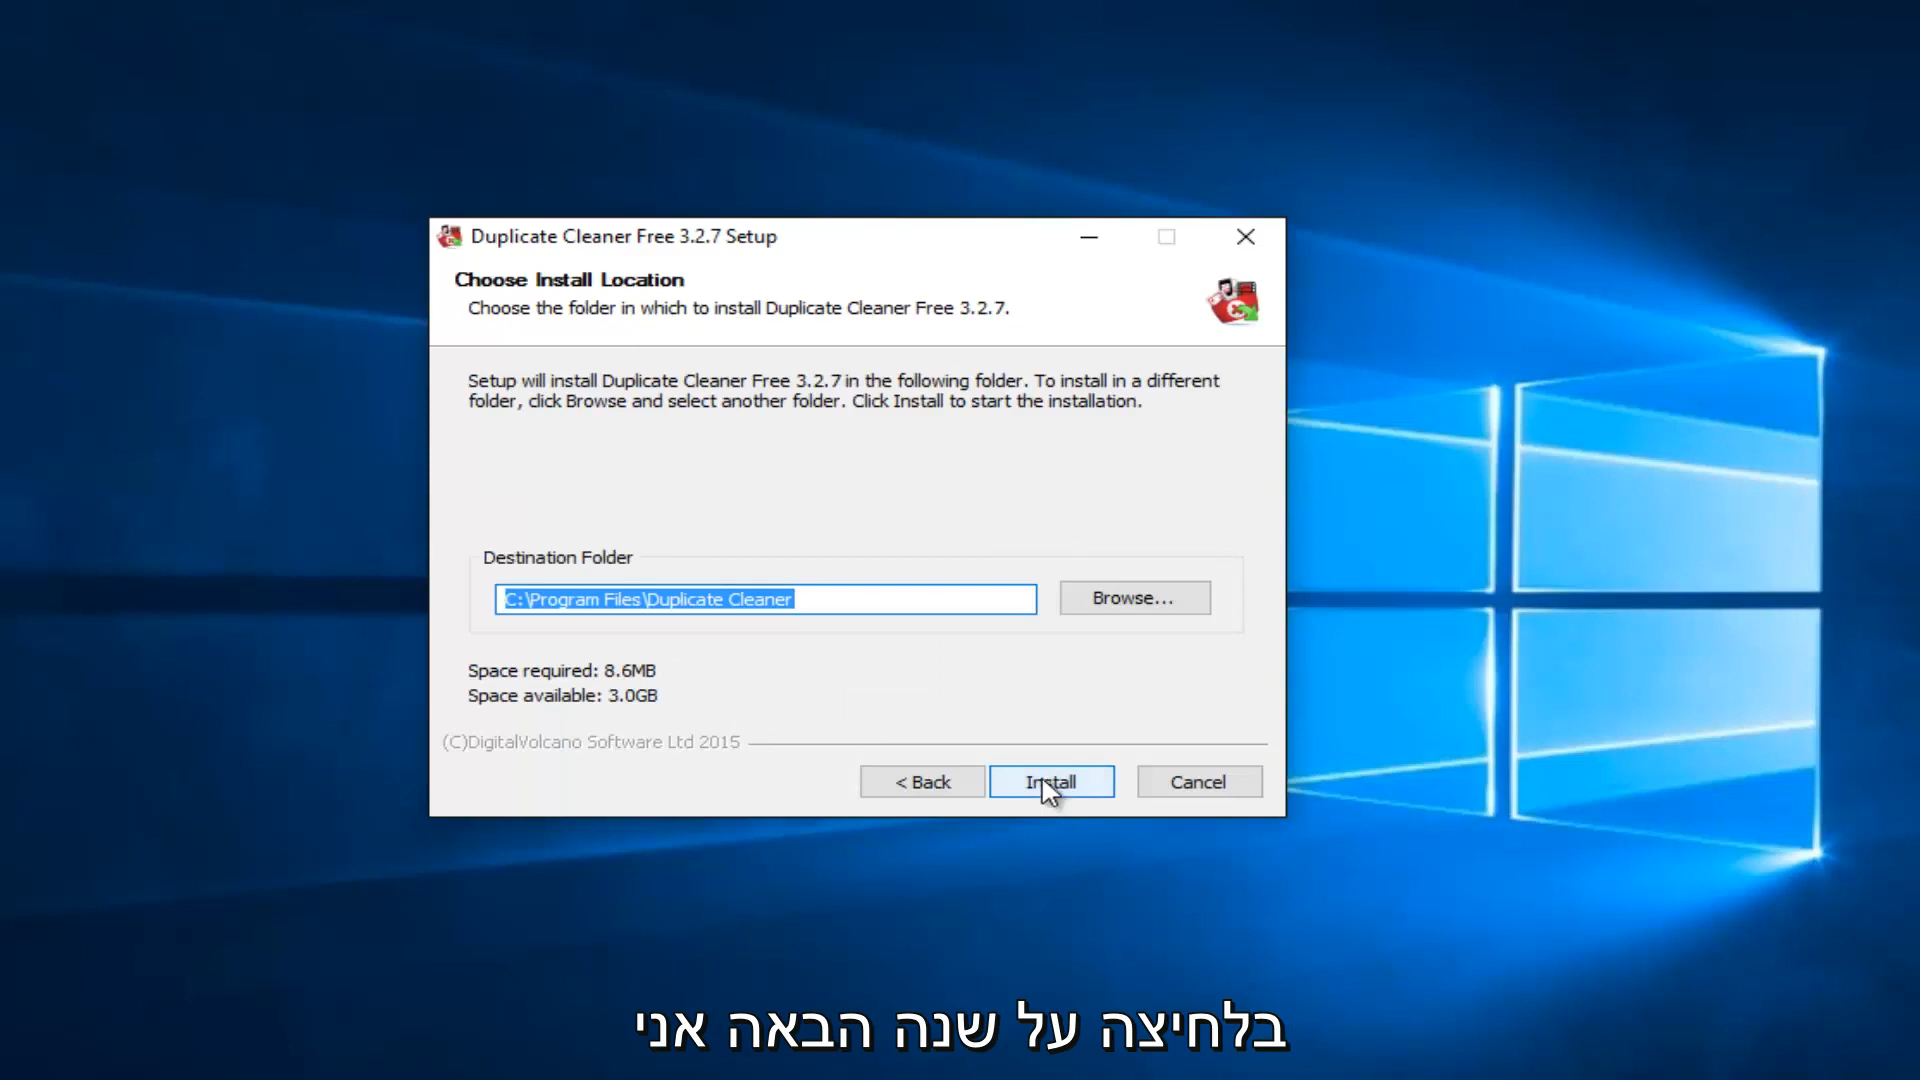 Duplicate Cleaner Free 3.2.7 Setup
Choose Install Location
Choose the folder in which to install Duplicate Cleaner Free 3.2.7.
Setup will install Duplicate Cleaner Free 3.2.7 in the following folder. To install in a different
folder, click Browse and select another folder. Click Install to start the installation.
Destination Folder
C:\Program Files\Duplicate Cleaner
Browse...
Space required: 8.6MB
Space available: 3.0GB
(C)DigitalVolcano Software Ltd 2015
< Back
Install
Cancel
בלחיצה על שנה הבאה אני